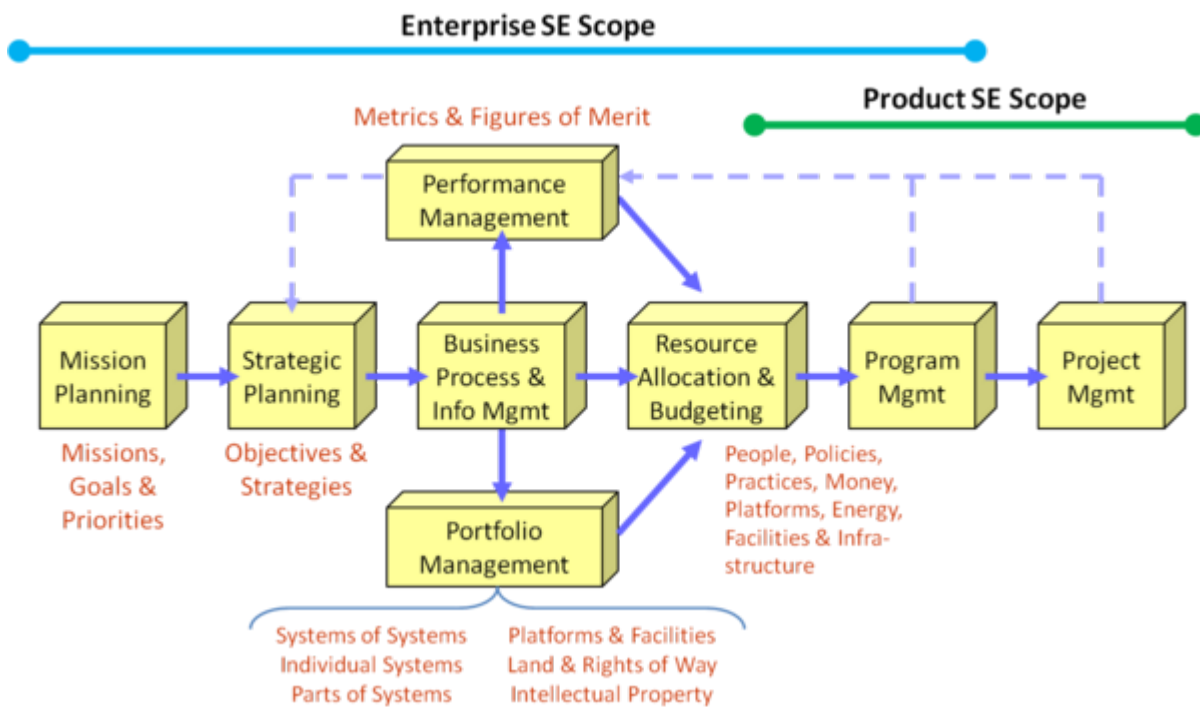 Enterprise SE Scope
Product SE Scope
Metrics & Figures of Merit
Performance
Management
Mission
Planning
Strategic
Planning
Business
Process &
Info Mgmt
Resource
Allocation &
Budgeting
Program
Mgmt
Project
Mgmt
Missions,
Goals &
Priorities
Objectives &
Strategies
People, Policies,
Practices, Money,
Platforms, Energy,
Facilities & Infra-
structure
Portfolio
Management
Systems of Systems
Individual Systems
Parts of Systems
Platforms & Facilities
Land & Rights of Way
Intellectual Property